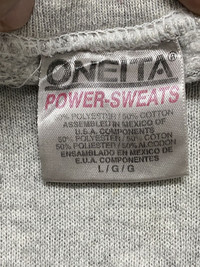 ONEITA®
POWER-SWEATS
50% POLYESTER / 50% COTTON
ASSEMBLED IN MEXICO OF
U.S.A. COMPONENTS
50% POLYESTER / 50% COTON
50% POLIESTER / 50% ALGODÓN
ENSAMBLADO EN MEXICO DE
E.U.A. COMPONENTES
L/G/G